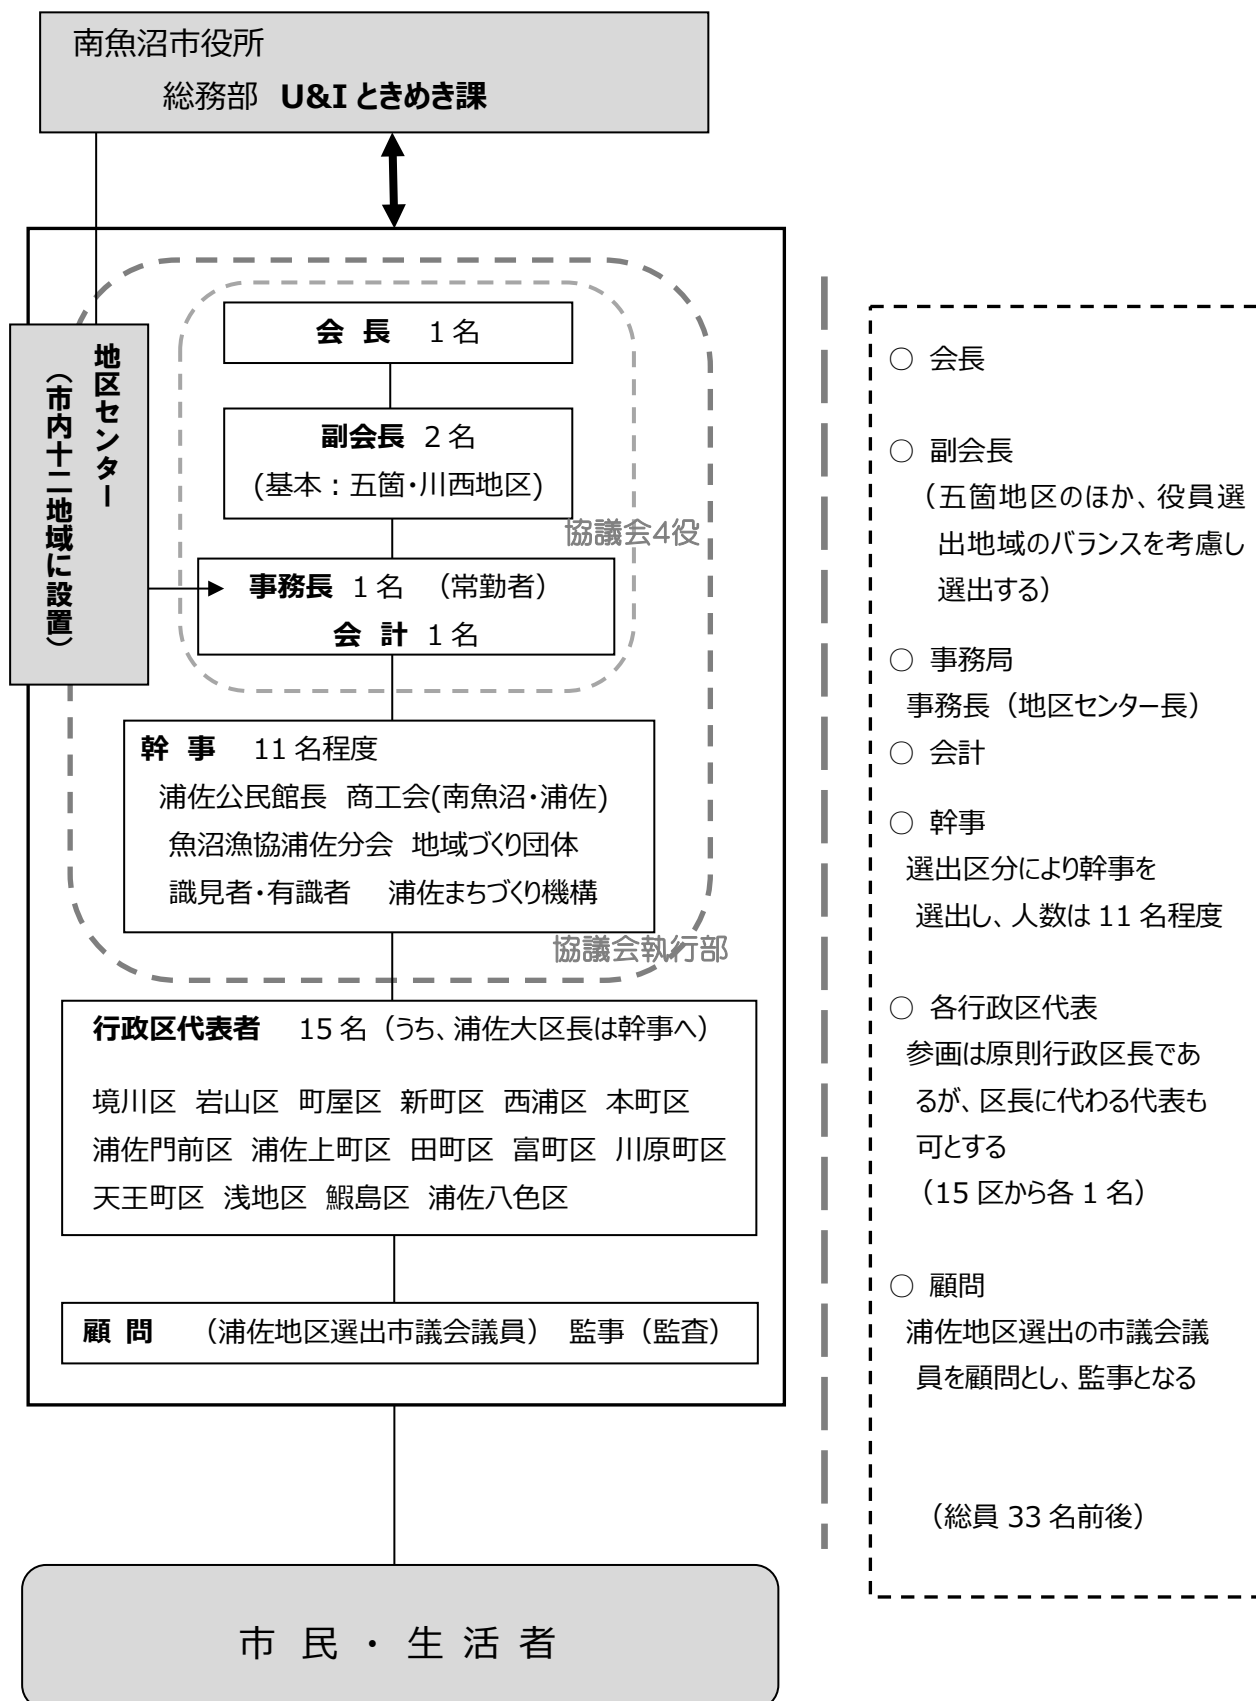 南魚沼市役所
総務部 U&Iときめき課
地区センター
（市内十二地域に設置）
会 長 1名
副会長 2名
(基本：五箇・川西地区)
協議会4役
事務長 1名 （常勤者）
会 計 1名
幹 事 11名程度
浦佐公民館長 商工会(南魚沼・浦佐)
魚沼漁協浦佐分会 地域づくり団体
識見者・有識者 浦佐まちづくり機構
協議会執行部
行政区代表者 15名（うち、浦佐大区長は幹事へ）
境川区 岩山区 町屋区 新町区 西浦区 本町区
浦佐門前区 浦佐上町区 田町区 富町区 川原町区
天王町区 浅地区 鰕島区 浦佐八色区
顧 問 （浦佐地区選出市議会議員） 監事（監査）
市 民 ・ 生 活 者
○ 会長
○ 副会長
（五箇地区のほか、役員選
出地域のバランスを考慮し
選出する）
○ 事務局
事務長（地区センター長）
○ 会計
○ 幹事
選出区分により幹事を
選出し、人数は11名程度
○ 各行政区代表
参画は原則行政区長であ
るが、区長に代わる代表も
可とする
（15区から各1名）
○ 顧問
浦佐地区選出の市議会議
員を顧問とし、監事となる
（総員33名前後）